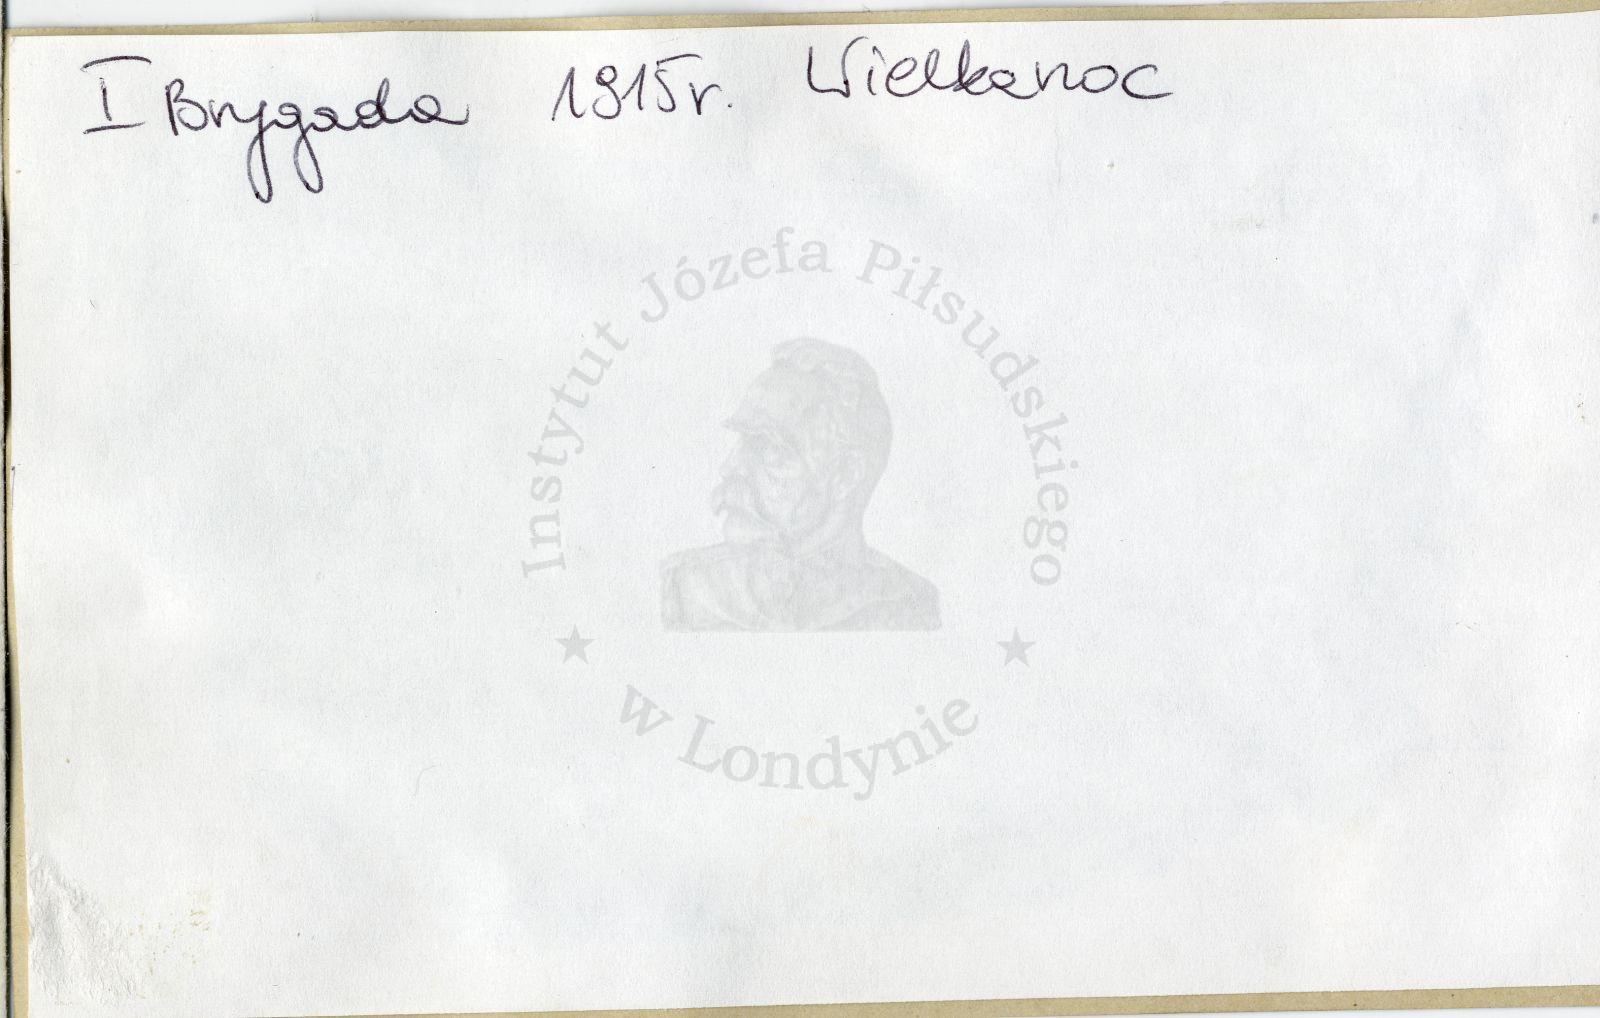 I Brygada 1915r. Wielkanoc
Instytut Józefa Piłsudskiego
w Londynie